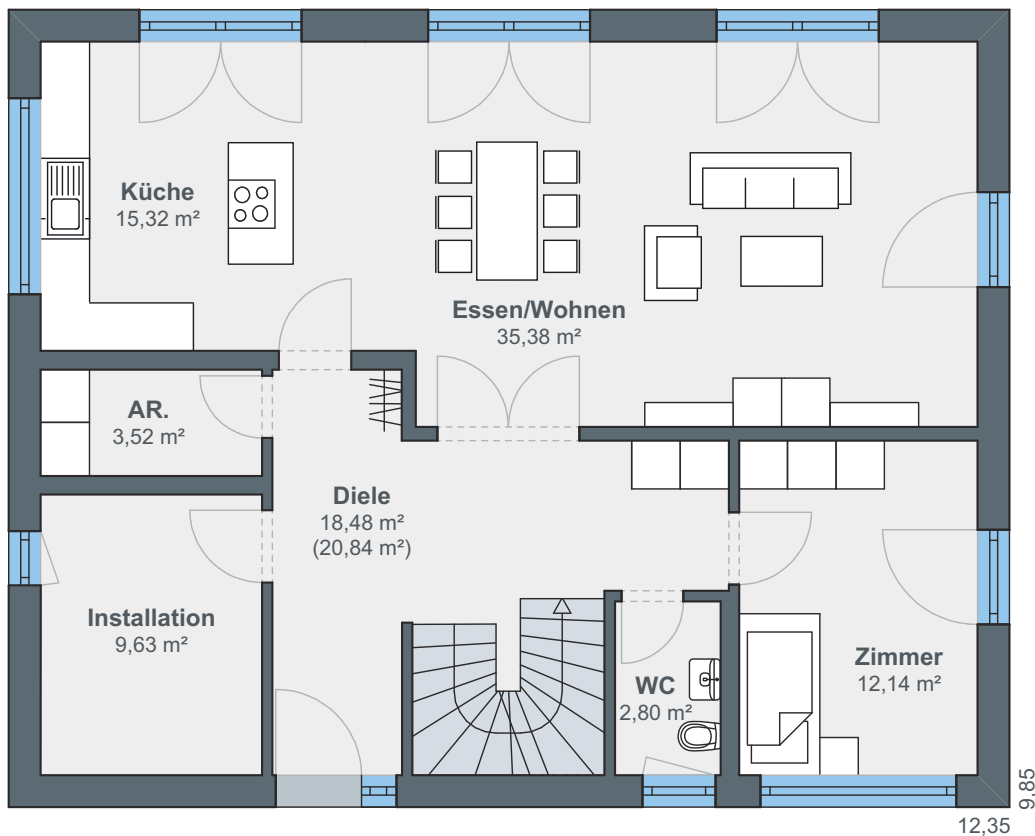 Küche
15,32 m²
Essen/Wohnen
35,38 m²
AR.
3,52 m²
Diele
18,48 m²
(20,84 m²)
Installation
9,63 m²
WC
2,80 m²
Zimmer
12,14 m²
9.85
12,35